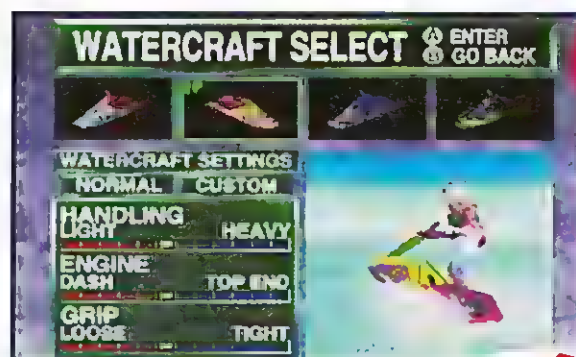 WATERCRAFT SELECT
A ENTER
B GO BACK
WATERCRAFT SETTINGS
NORMAL CUSTOM
HANDLING
LIGHT HEAVY
ENGINE
DASH TOP END
GRIP
LOOSE TIGHT